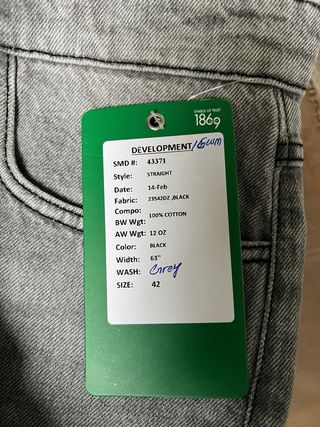 SYMBOL OF TRUST
1869
DEVELOPMENT/GWM
SMD #: 43371
Style: STRAIGHT
Date: 14-Feb
Fabric: 23542DZ ,BLACK
Compo: 100% COTTON
BW Wgt:
AW Wgt: 12 OZ
Color: BLACK
Width: 63"
WASH: Grey
SIZE: 42